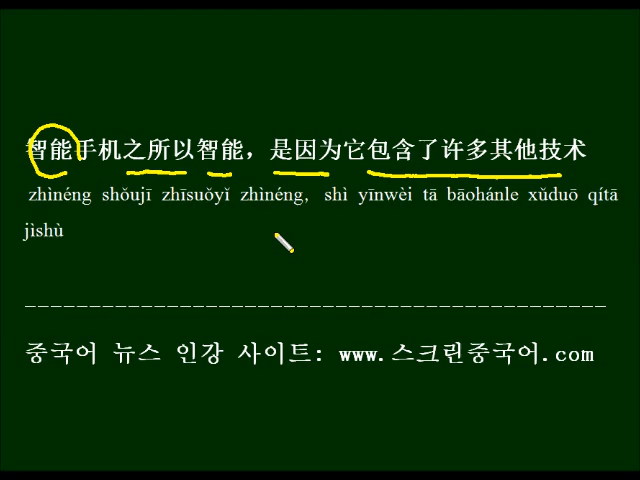 智能手机之所以智能，是因为它包含了许多其他技术
zhìnéng shǒujī zhīsuǒyǐ zhìnéng，shì yīnwèi tā bāohánle xǔduō qítā
jìshù
중국어 뉴스 인강 사이트: www.스크린중국어.com